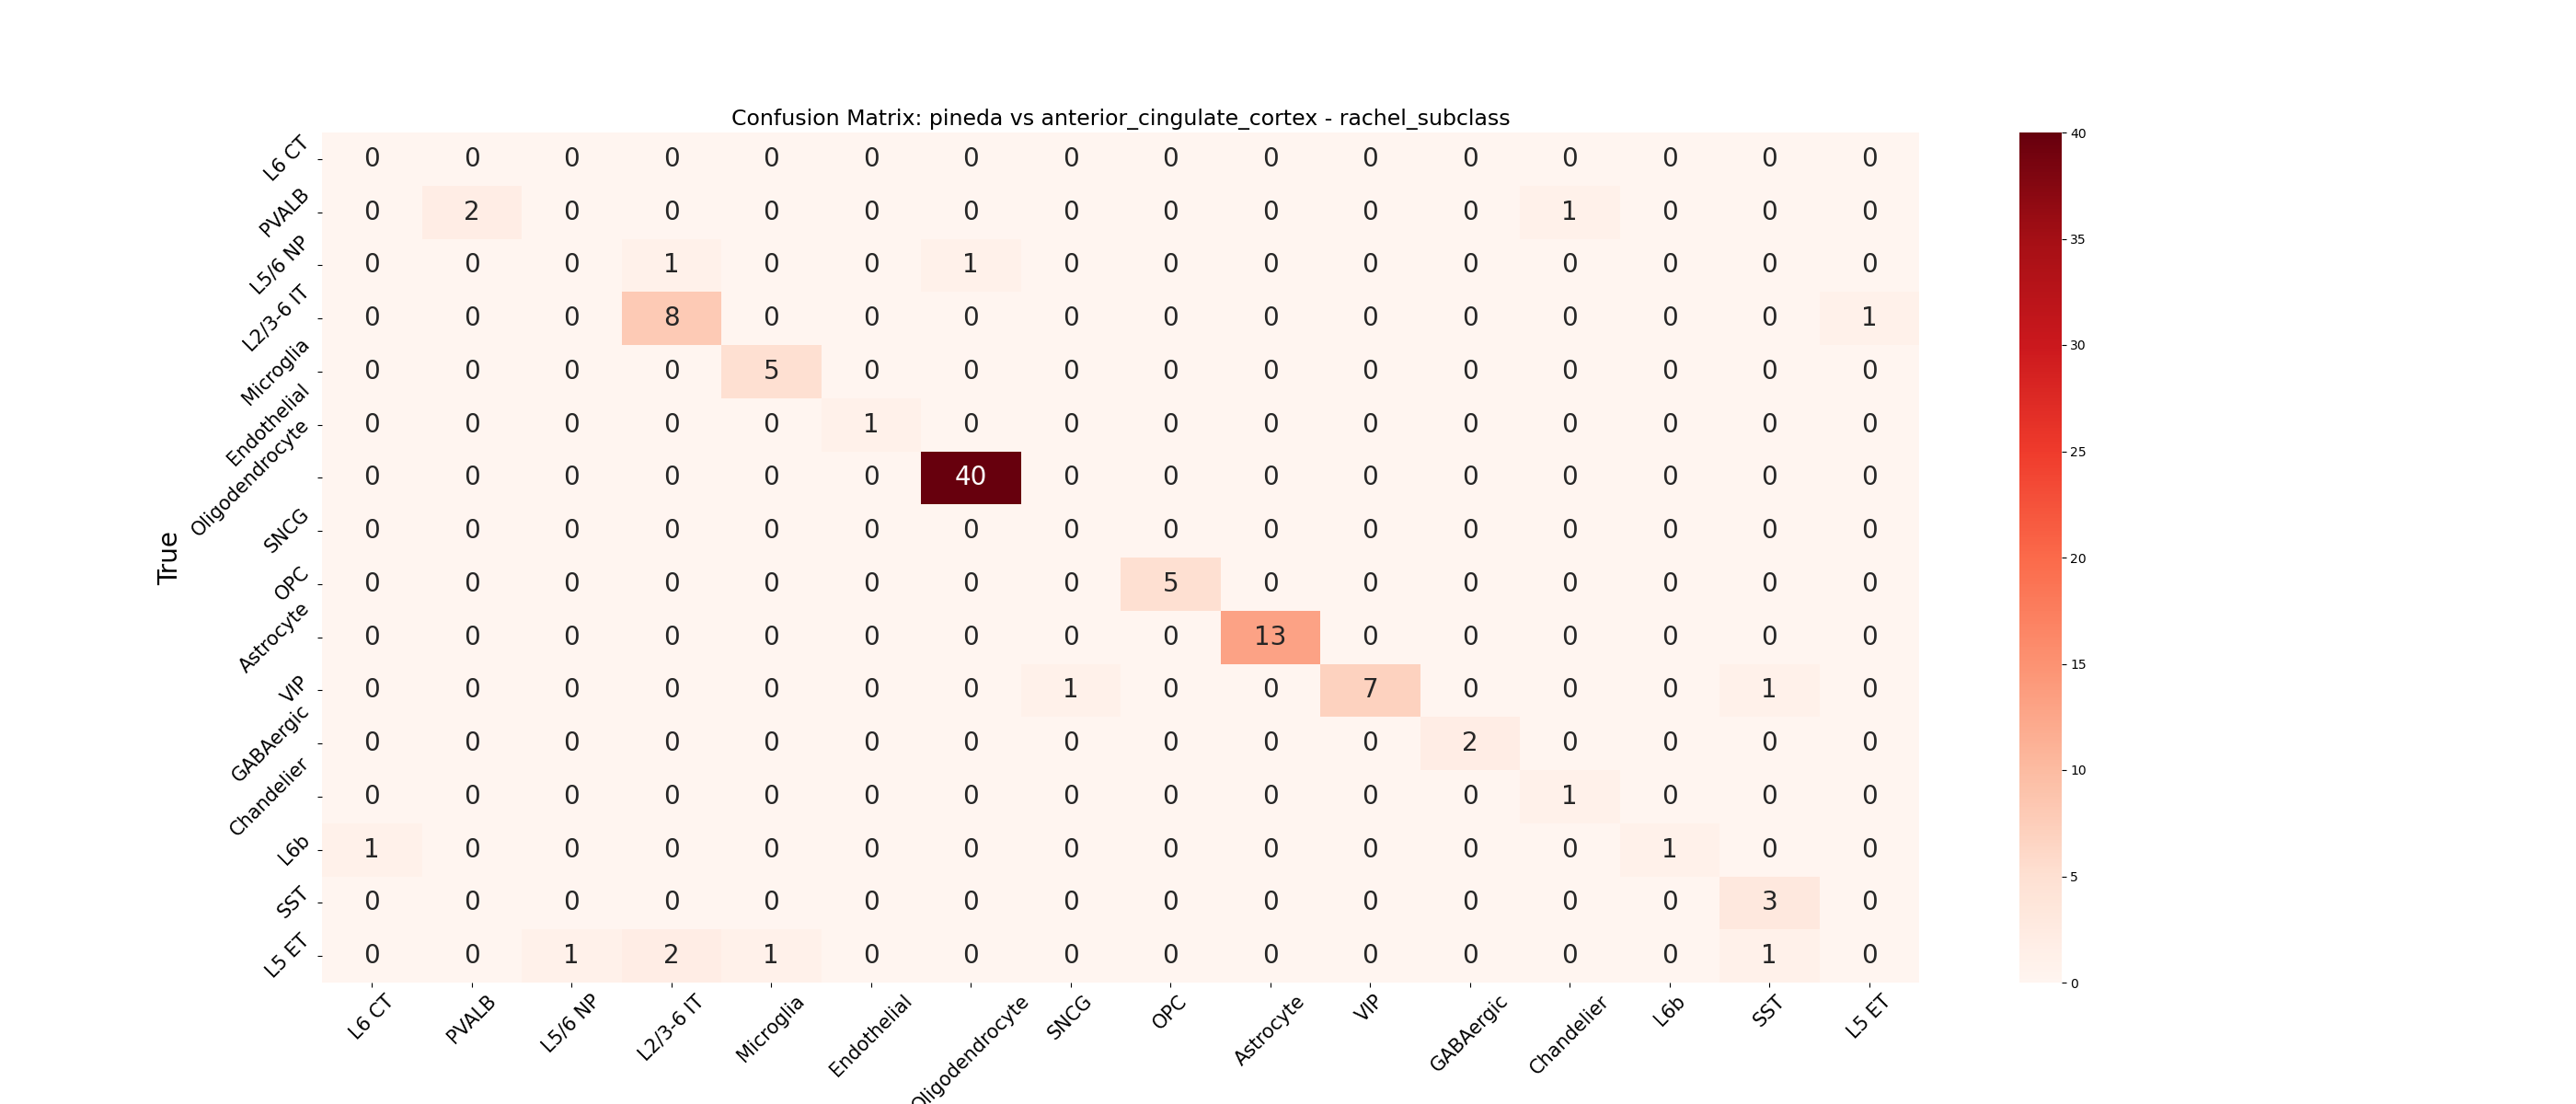 Confusion Matrix: pineda vs anterior_cingulate_cortex - rachel_subclass
True
L6 CT 0 0 0 0 0 0 0 0 0 0 0 0 0 0 0 0
PVALB 0 2 0 0 0 0 0 0 0 0 0 0 1 0 0 0
L5/6 NP 0 0 0 1 0 0 1 0 0 0 0 0 0 0 0 0
L2/3-6 IT 0 0 0 8 0 0 0 0 0 0 0 0 0 0 0 1
Microglia 0 0 0 0 5 0 0 0 0 0 0 0 0 0 0 0
Endothelial 0 0 0 0 0 1 0 0 0 0 0 0 0 0 0 0
Oligodendrocyte 0 0 0 0 0 0 40 0 0 0 0 0 0 0 0 0
SNCG 0 0 0 0 0 0 0 0 0 0 0 0 0 0 0 0
OPC 0 0 0 0 0 0 0 0 5 0 0 0 0 0 0 0
Astrocyte 0 0 0 0 0 0 0 0 0 13 0 0 0 0 0 0
VIP 0 0 0 0 0 0 0 1 0 0 7 0 0 0 1 0
GABAergic 0 0 0 0 0 0 0 0 0 0 0 2 0 0 0 0
Chandelier 0 0 0 0 0 0 0 0 0 0 0 0 1 0 0 0
L6b 1 0 0 0 0 0 0 0 0 0 0 0 0 1 0 0
SST 0 0 0 0 0 0 0 0 0 0 0 0 0 0 3 0
L5 ET 0 0 1 2 1 0 0 0 0 0 0 0 0 0 1 0
L6 CT PVALB L5/6 NP L2/3-6 IT Microglia Endothelial Oligodendrocyte SNCG OPC Astrocyte VIP GABAergic Chandelier L6b SST L5 ET
40
35
30
25
20
15
10
5
0